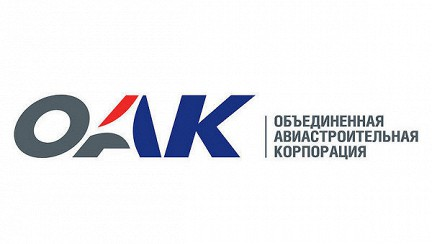 ОАК
ОБЪЕДИНЕННАЯ
АВИАСТРОИТЕЛЬНАЯ
КОРПОРАЦИЯ